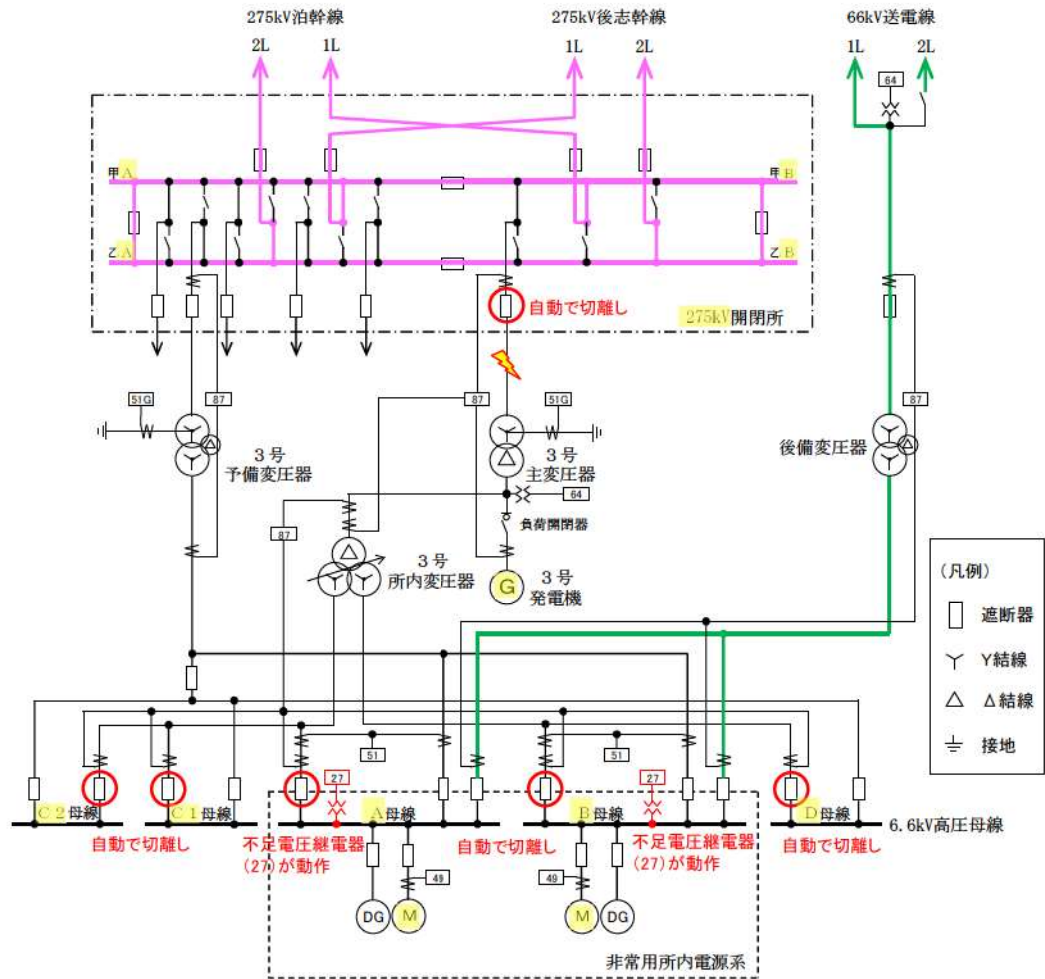 275kV泊幹線
275kV後志幹線
66kV送電線
2L
1L
1L
2L
1L
2L
64
甲A
甲B
乙A
乙B
自動で切離し
275kV開閉所
51G
87
87
51G
87
3号
予備変圧器
3号
主変圧器
後備変圧器
64
87
負荷開閉器
3号
所内変圧器
G
3号
発電機
(凡例)
遮断器
Y結線
Δ結線
接地
51
51
27
27
C2母線
C1母線
A母線
B母線
D母線
6.6kV高圧母線
自動で切離し
不足電圧継電器
(27)が動作
自動で切離し
不足電圧継電器
(27)が動作
自動で切離し
49
49
DG
M
M
DG
非常用所内電源系